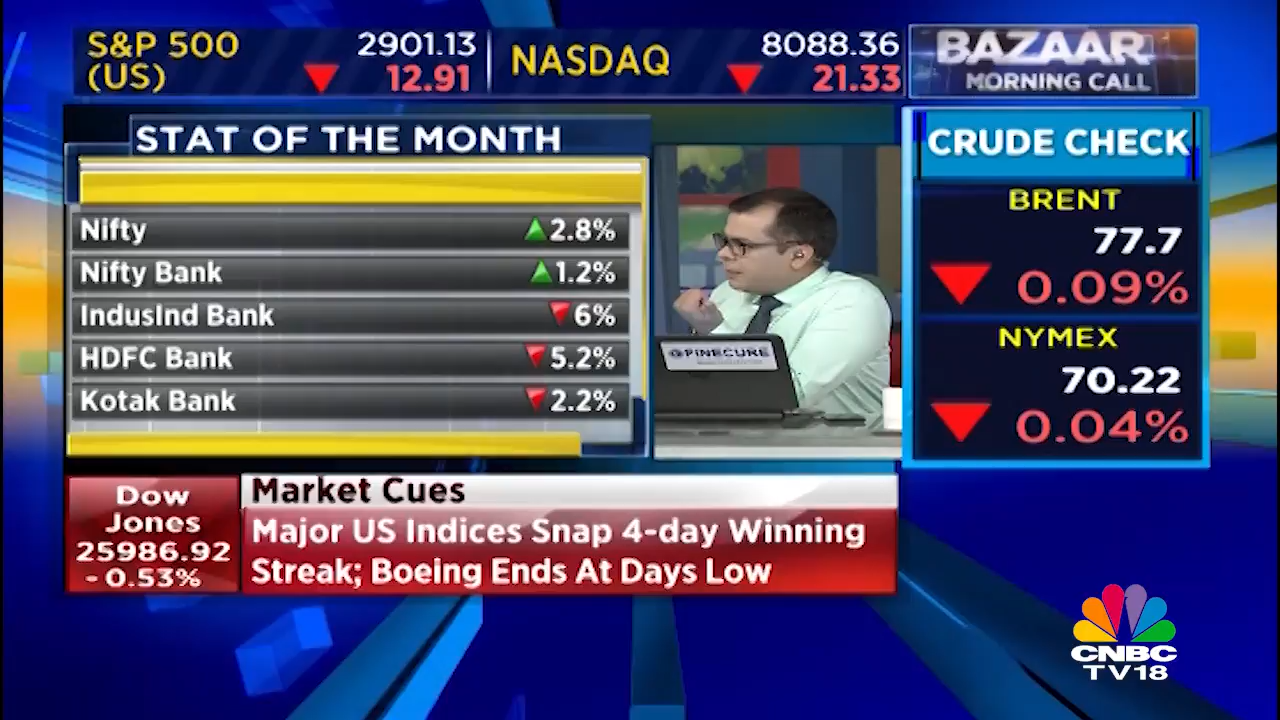 S&P 500
(US)
2901.13
12.91
NASDAQ
8088.36
21.33
BAZAAR
MORNING CALL
STAT OF THE MONTH
Nifty 2.8%
Nifty Bank 1.2%
IndusInd Bank 6%
HDFC Bank 5.2%
Kotak Bank 2.2%
PINECURE
CRUDE CHECK
BRENT
77.7
0.09%
NYMEX
70.22
0.04%
Dow
Jones
25986.92
- 0.53%
Market Cues
Major US Indices Snap 4-day Winning
Streak; Boeing Ends At Days Low
CNBC
TV18